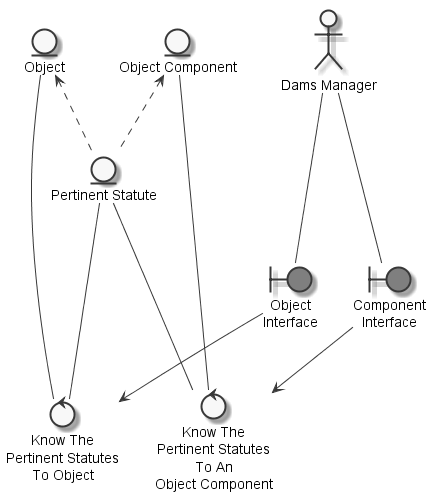 Object
Object Component
Dams Manager
Pertinent Statute
Object
Interface
Component
Interface
Know The
Pertinent Statutes
To Object
Know The
Pertinent Statutes
To An
Object Component